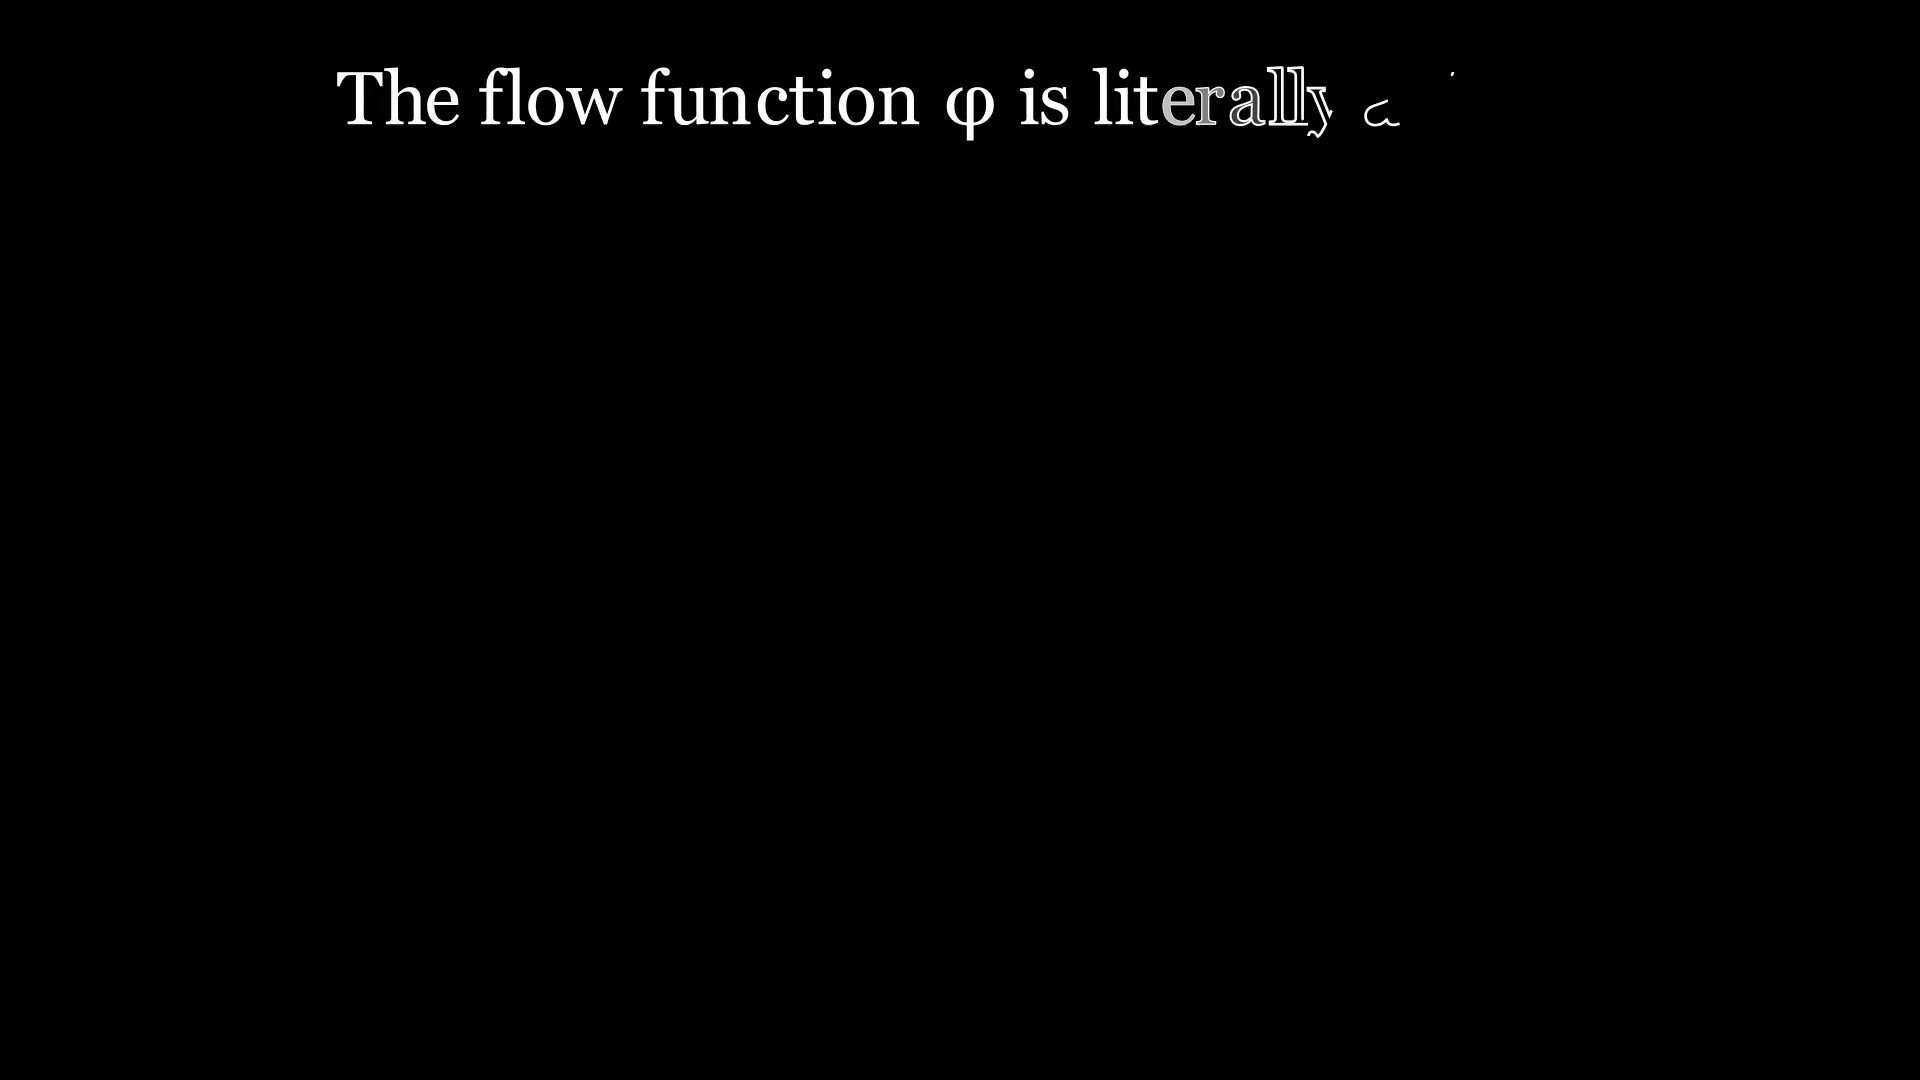 The flow function φ is literally a